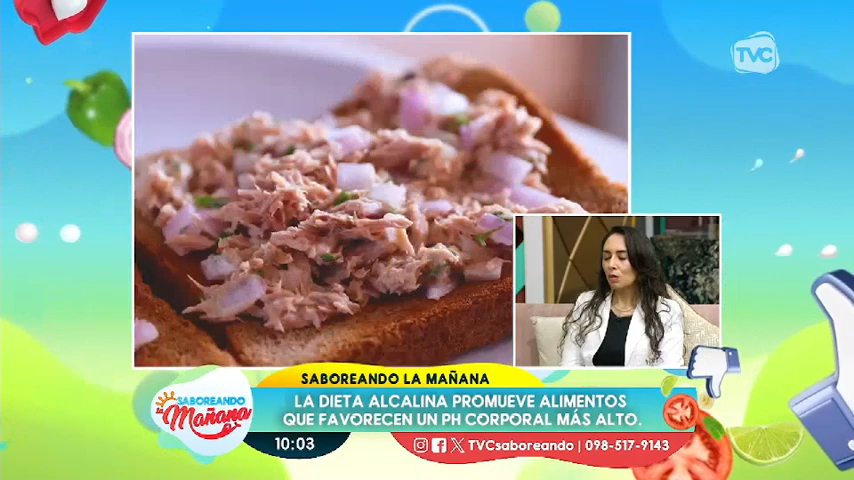 TVC
SABOREANDO LA MAÑANA
SABOREANDO
Mañana
LA DIETA ALCALINA PROMUEVE ALIMENTOS
QUE FAVORECEN UN PH CORPORAL MÁS ALTO.
10:03
TVCsaboreando | 098-517-9143